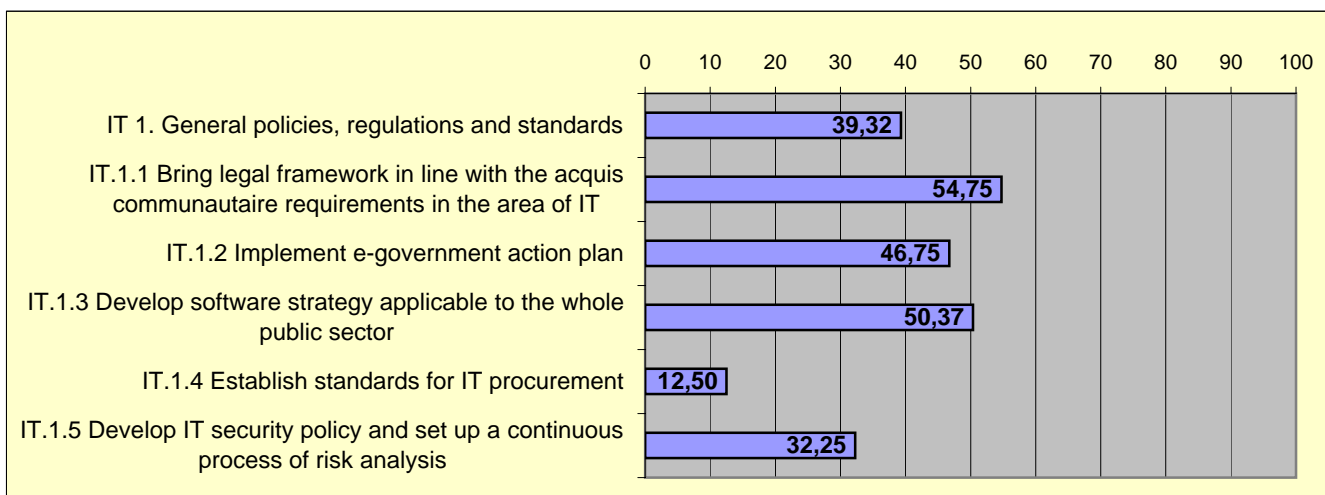 0 10 20 30 40 50 60 70 80 90 100
IT 1. General policies, regulations and standards
39,32
IT.1.1 Bring legal framework in line with the acquis
communautaire requirements in the area of IT
54,75
IT.1.2 Implement e-government action plan
46,75
IT.1.3 Develop software strategy applicable to the whole
public sector
50,37
IT.1.4 Establish standards for IT procurement
12,50
IT.1.5 Develop IT security policy and set up a continuous
process of risk analysis
32,25